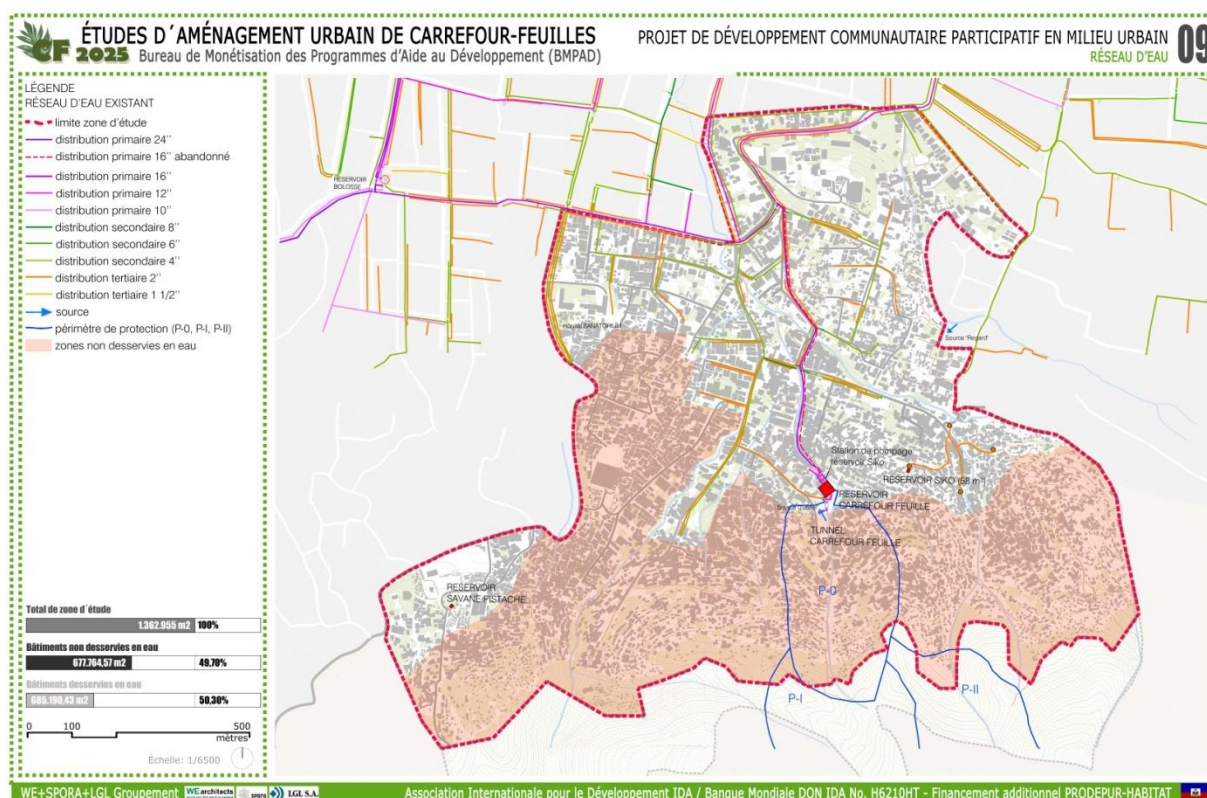 CF 2025
ÉTUDES D´AMÉNAGEMENT URBAIN DE CARREFOUR-FEUILLES
Bureau de Monétisation des Programmes d'Aide au Développement (BMPAD)
PROJET DE DÉVELOPPEMENT COMMUNAUTAIRE PARTICIPATIF EN MILIEU URBAIN
RÉSEAU D'EAU
09
LÉGENDE
RÉSEAU D'EAU EXISTANT
limite zone d'étude
distribution primaire 24''
distribution primaire 16'' abandonné
distribution primaire 16''
distribution primaire 12''
distribution primaire 10''
distribution secondaire 8''
distribution secondaire 6''
distribution secondaire 4''
distribution tertiaire 2''
distribution tertiaire 1 1/2''
source
périmètre de protection (P-0, P-I, P-II)
zones non desservies en eau
RESERVOIR
BOLOSSE
Hôpital SANATORIUM
Source "Regard"
Station de pompage
réservoir Siko
RESERVOIR SIKO (58 m³)
RESERVOIR
CARREFOUR FEUILLE
TUNNEL
CARREFOUR FEUILLE
RESERVOIR
SAVANE PISTACHE
P-0
P-I
P-II
Total de zone d´étude
1.362.955 m2 100%
Bâtiments non desservies en eau
677.764,57 m2 49,70%
Bâtiments desservies en eau
685.190,43 m2 50,30%
0 100 500
mètres
Échelle: 1/6500
WE+SPORA+LGL Groupement
WE architects
spora
LGL S.A.
Association Internationale pour le Développement IDA / Banque Mondiale DON IDA No. H6210HT - Financement additionnel PRODEPUR-HABITAT